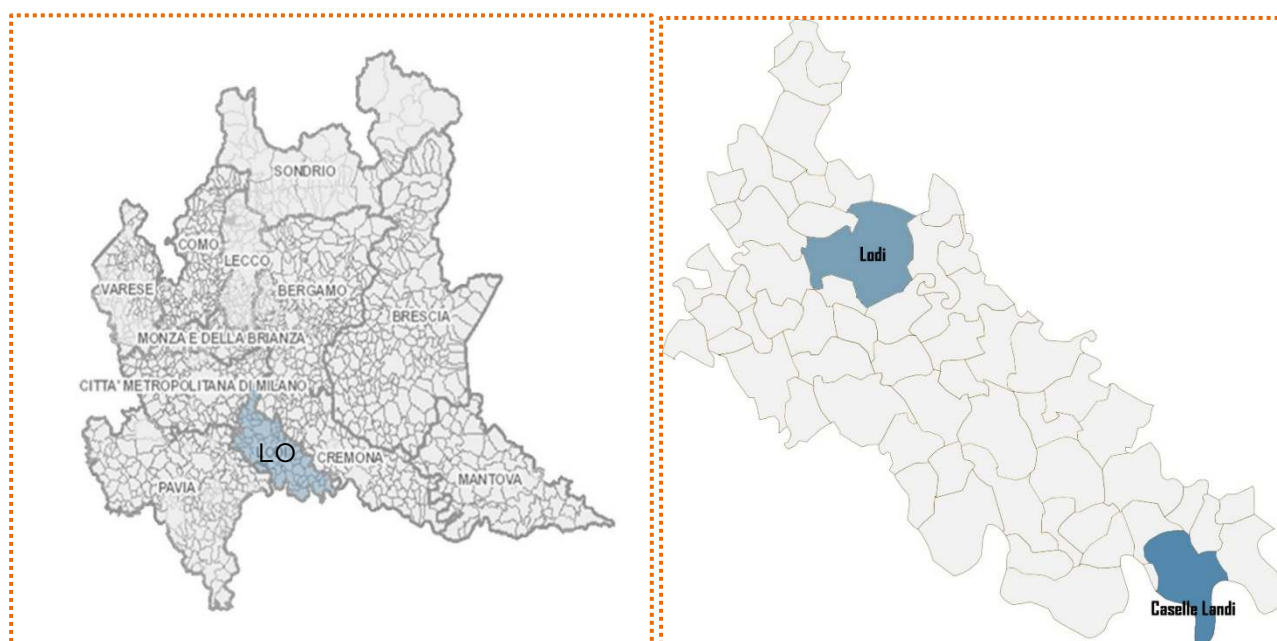 SONDRIO
COMO
LECCO
VARESE
BERGAMO
BRESCIA
MONZA E DELLA BRIANZA
CITTA' METROPOLITANA DI MILANO
LO
CREMONA
PAVIA
MANTOVA
Lodi
Caselle Landi